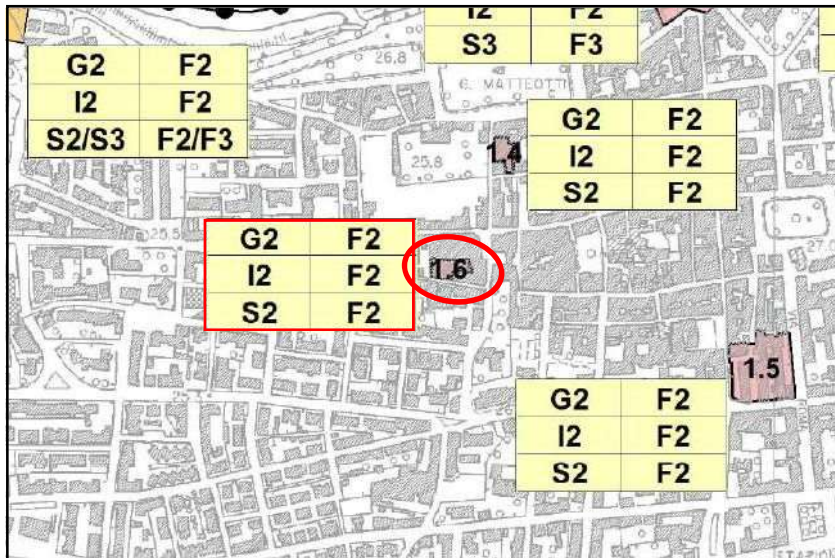 I2 F2
S3 F3
G2 F2
I2 F2
S2/S3 F2/F3
26,8
G. MATTEOTTI
G2 F2
I2 F2
S2 F2
1.4
25.8
G2 F2
I2 F2
S2 F2
1.6
1.5
G2 F2
I2 F2
S2 F2